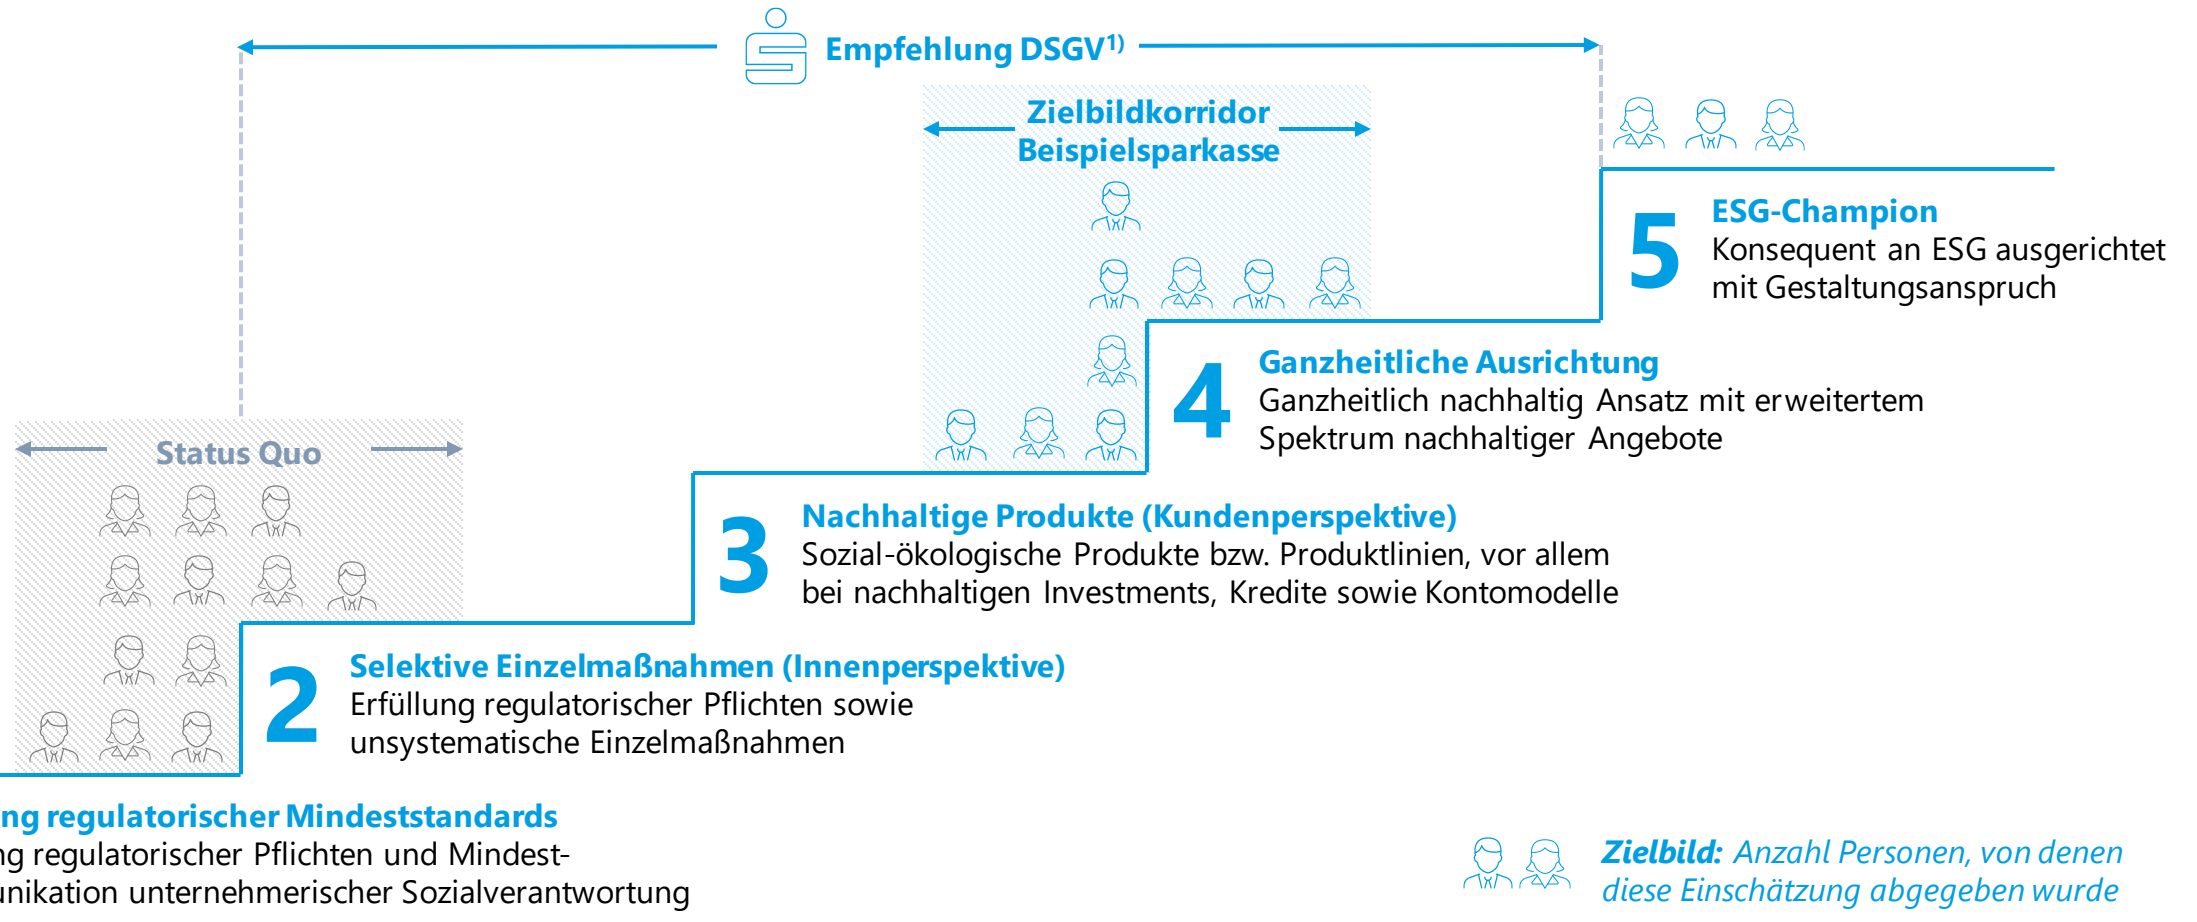 Empfehlung DSGV1)
Zielbildkorridor
Beispielsparkasse
5
ESG-Champion
Konsequent an ESG ausgerichtet
mit Gestaltungsanspruch
4
Ganzheitliche Ausrichtung
Ganzheitlich nachhaltig Ansatz mit erweitertem
Spektrum nachhaltiger Angebote
Status Quo
3
Nachhaltige Produkte (Kundenperspektive)
Sozial-ökologische Produkte bzw. Produktlinien, vor allem
bei nachhaltigen Investments, Kredite sowie Kontomodelle
2
Selektive Einzelmaßnahmen (Innenperspektive)
Erfüllung regulatorischer Pflichten sowie
unsystematische Einzelmaßnahmen
regulatorischer Mindeststandards
regulatorischer Pflichten und Mindest-
unternehmerischer Sozialverantwortung
Zielbild: Anzahl Personen, von denen
diese Einschätzung abgegeben wurde